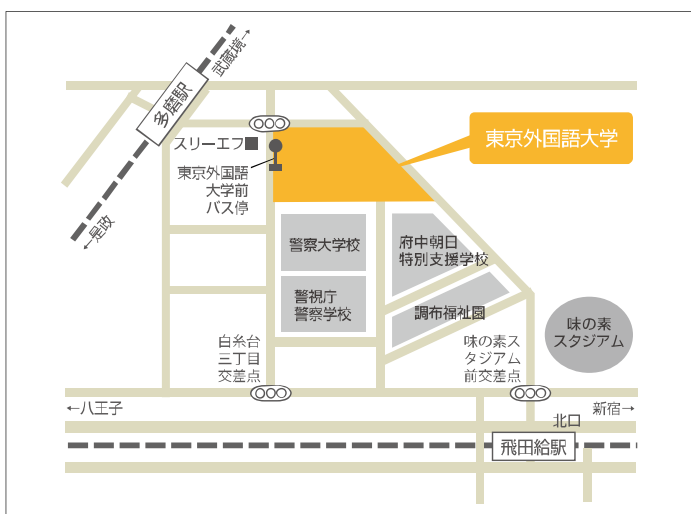 武蔵境→
多磨駅
←是政
スリーエフ
東京外国語
大学前
バス停
東京外国語大学
警察大学校
府中朝日
特別支援学校
警視庁
警察学校
調布福祉園
味の素
スタジアム
白糸台
三丁目
交差点
味の素ス
タジアム
前交差点
←八王子
新宿→
北口
飛田給駅